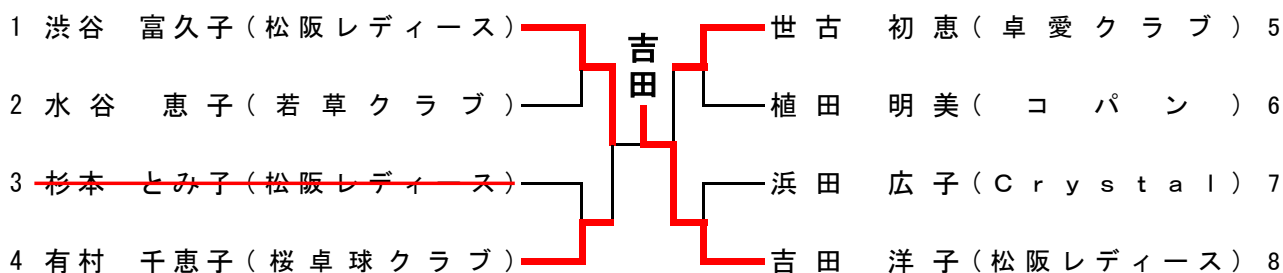 1 渋谷 富久子(松阪レディース)
2 水谷 恵子(若草クラブ)
3 杉本 とみ子(松阪レディース)
4 有村 千恵子(桜卓球クラブ)
吉田
世古 初恵(卓愛クラブ) 5
植田 明美(コパン) 6
浜田 広子(Crystal) 7
吉田 洋子(松阪レディース) 8